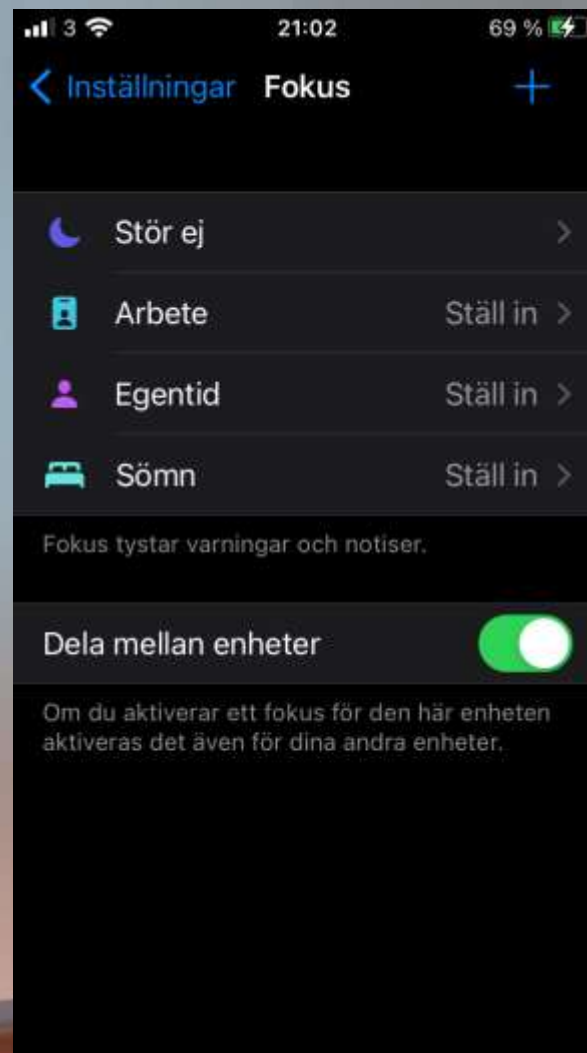 3 21:02 69 %
Inställningar Fokus
Stör ej
Arbete Ställ in
Egentid Ställ in
Sömn Ställ in
Fokus tystar varningar och notiser.
Dela mellan enheter
Om du aktiverar ett fokus för den här enheten
aktiveras det även för dina andra enheter.